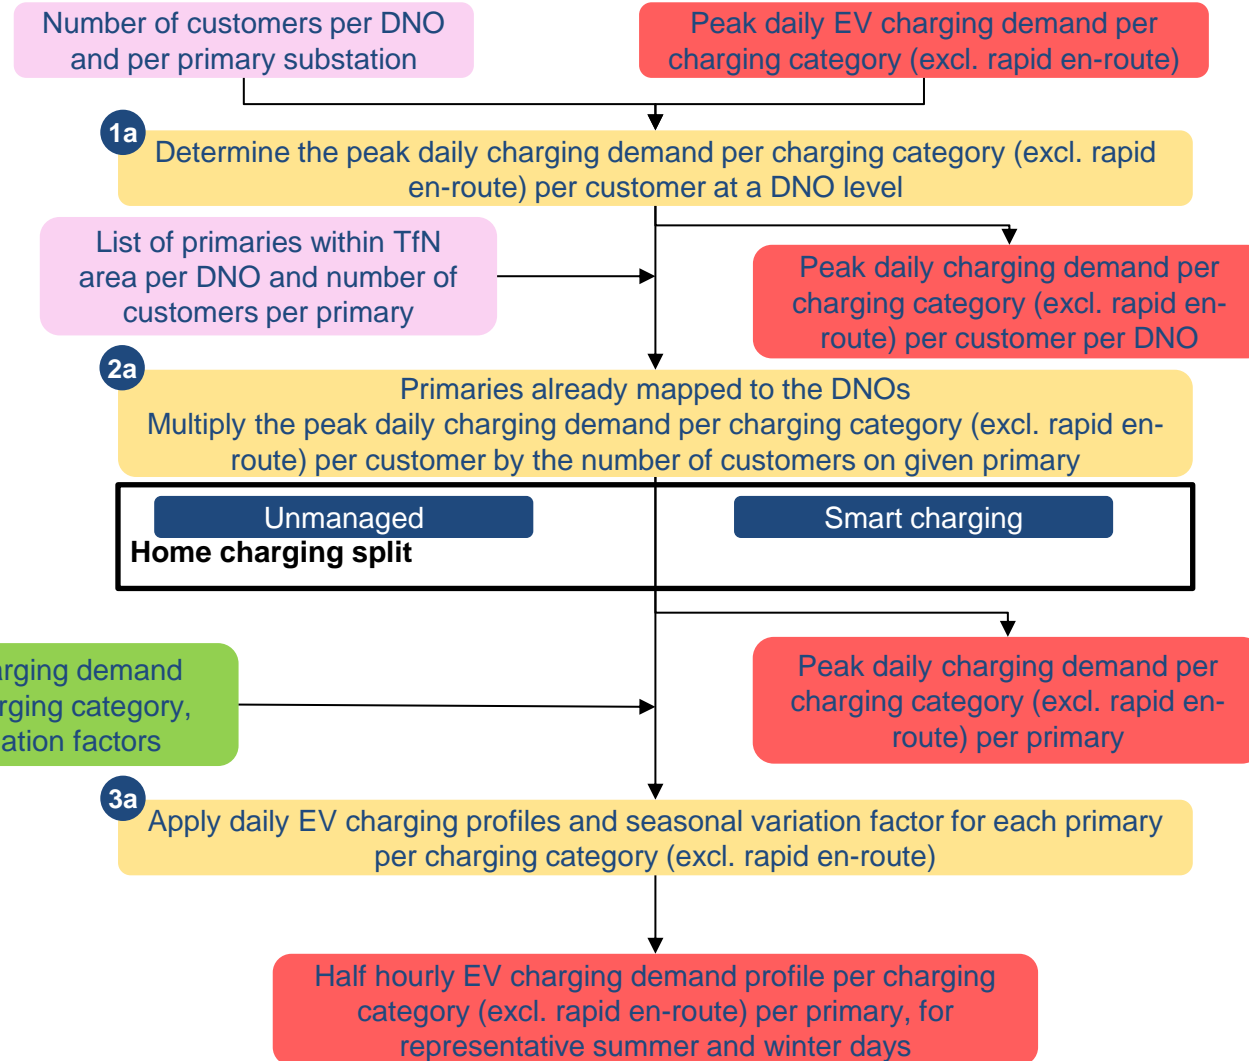 Number of customers per DNO
and per primary substation
Peak daily EV charging demand per
charging category (excl. rapid en-route)
1a
Determine the peak daily charging demand per charging category (excl. rapid
en-route) per customer at a DNO level
List of primaries within TfN
area per DNO and number of
customers per primary
Peak daily charging demand per
charging category (excl. rapid en-
route) per customer per DNO
2a
Primaries already mapped to the DNOs
Multiply the peak daily charging demand per charging category (excl. rapid en-
route) per customer by the number of customers on given primary
Unmanaged
Smart charging
Home charging split
arging demand
rging category,
ation factors
Peak daily charging demand per
charging category (excl. rapid en-
route) per primary
3a
Apply daily EV charging profiles and seasonal variation factor for each primary
per charging category (excl. rapid en-route)
Half hourly EV charging demand profile per charging
category (excl. rapid en-route) per primary, for
representative summer and winter days